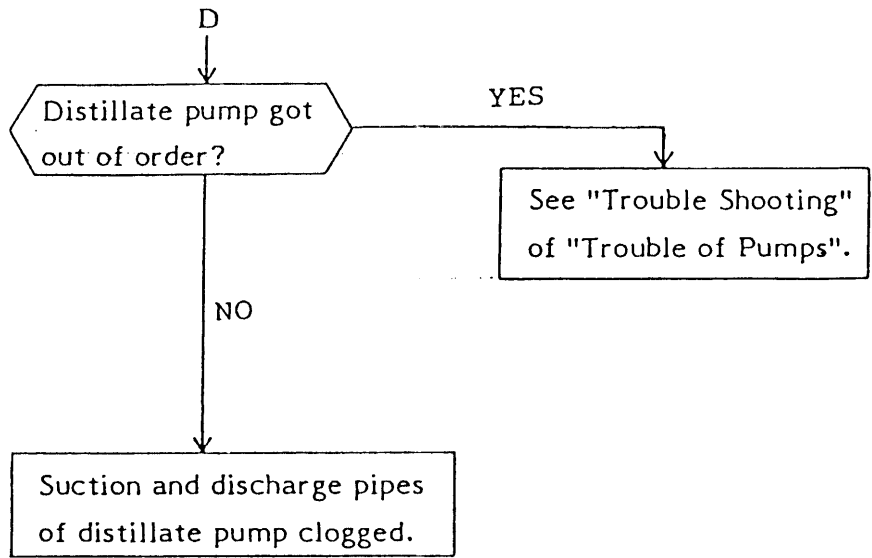 D
Distillate pump got
out of order?
YES
See "Trouble Shooting"
of "Trouble of Pumps".
NO
Suction and discharge pipes
of distillate pump clogged.